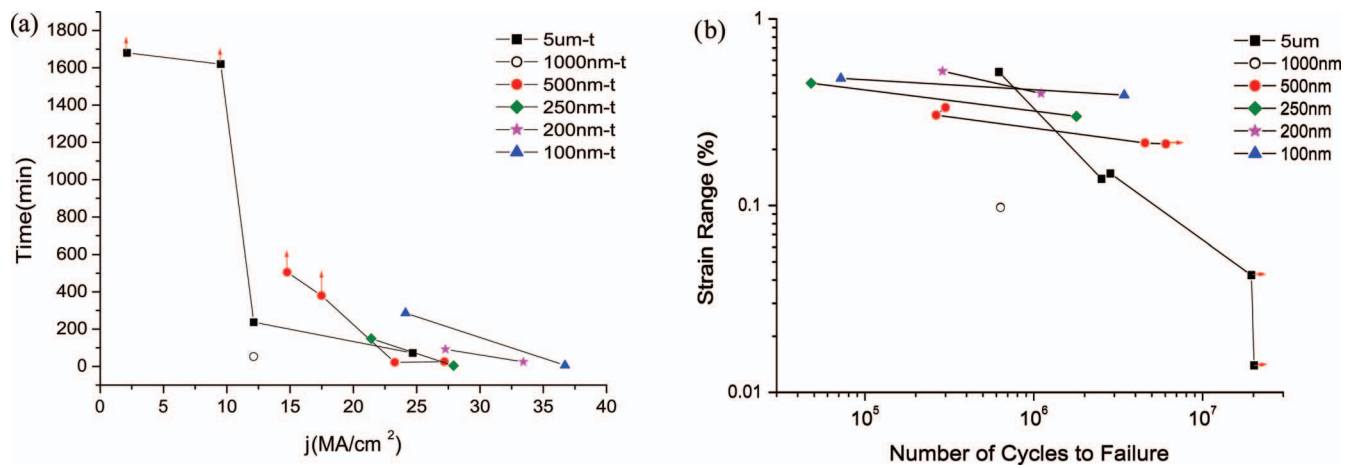 (a)
1800
1600
1400
1200
1000
800
600
400
200
0
Time(min)
0 5 10 15 20 25 30 35 40
j(MA/cm ²)
5um-t
1000nm-t
500nm-t
250nm-t
200nm-t
100nm-t
(b)
1
0.1
0.01
Strain Range (%)
10⁵ 10⁶ 10⁷
Number of Cycles to Failure
5um
1000nm
500nm
250nm
200nm
100nm